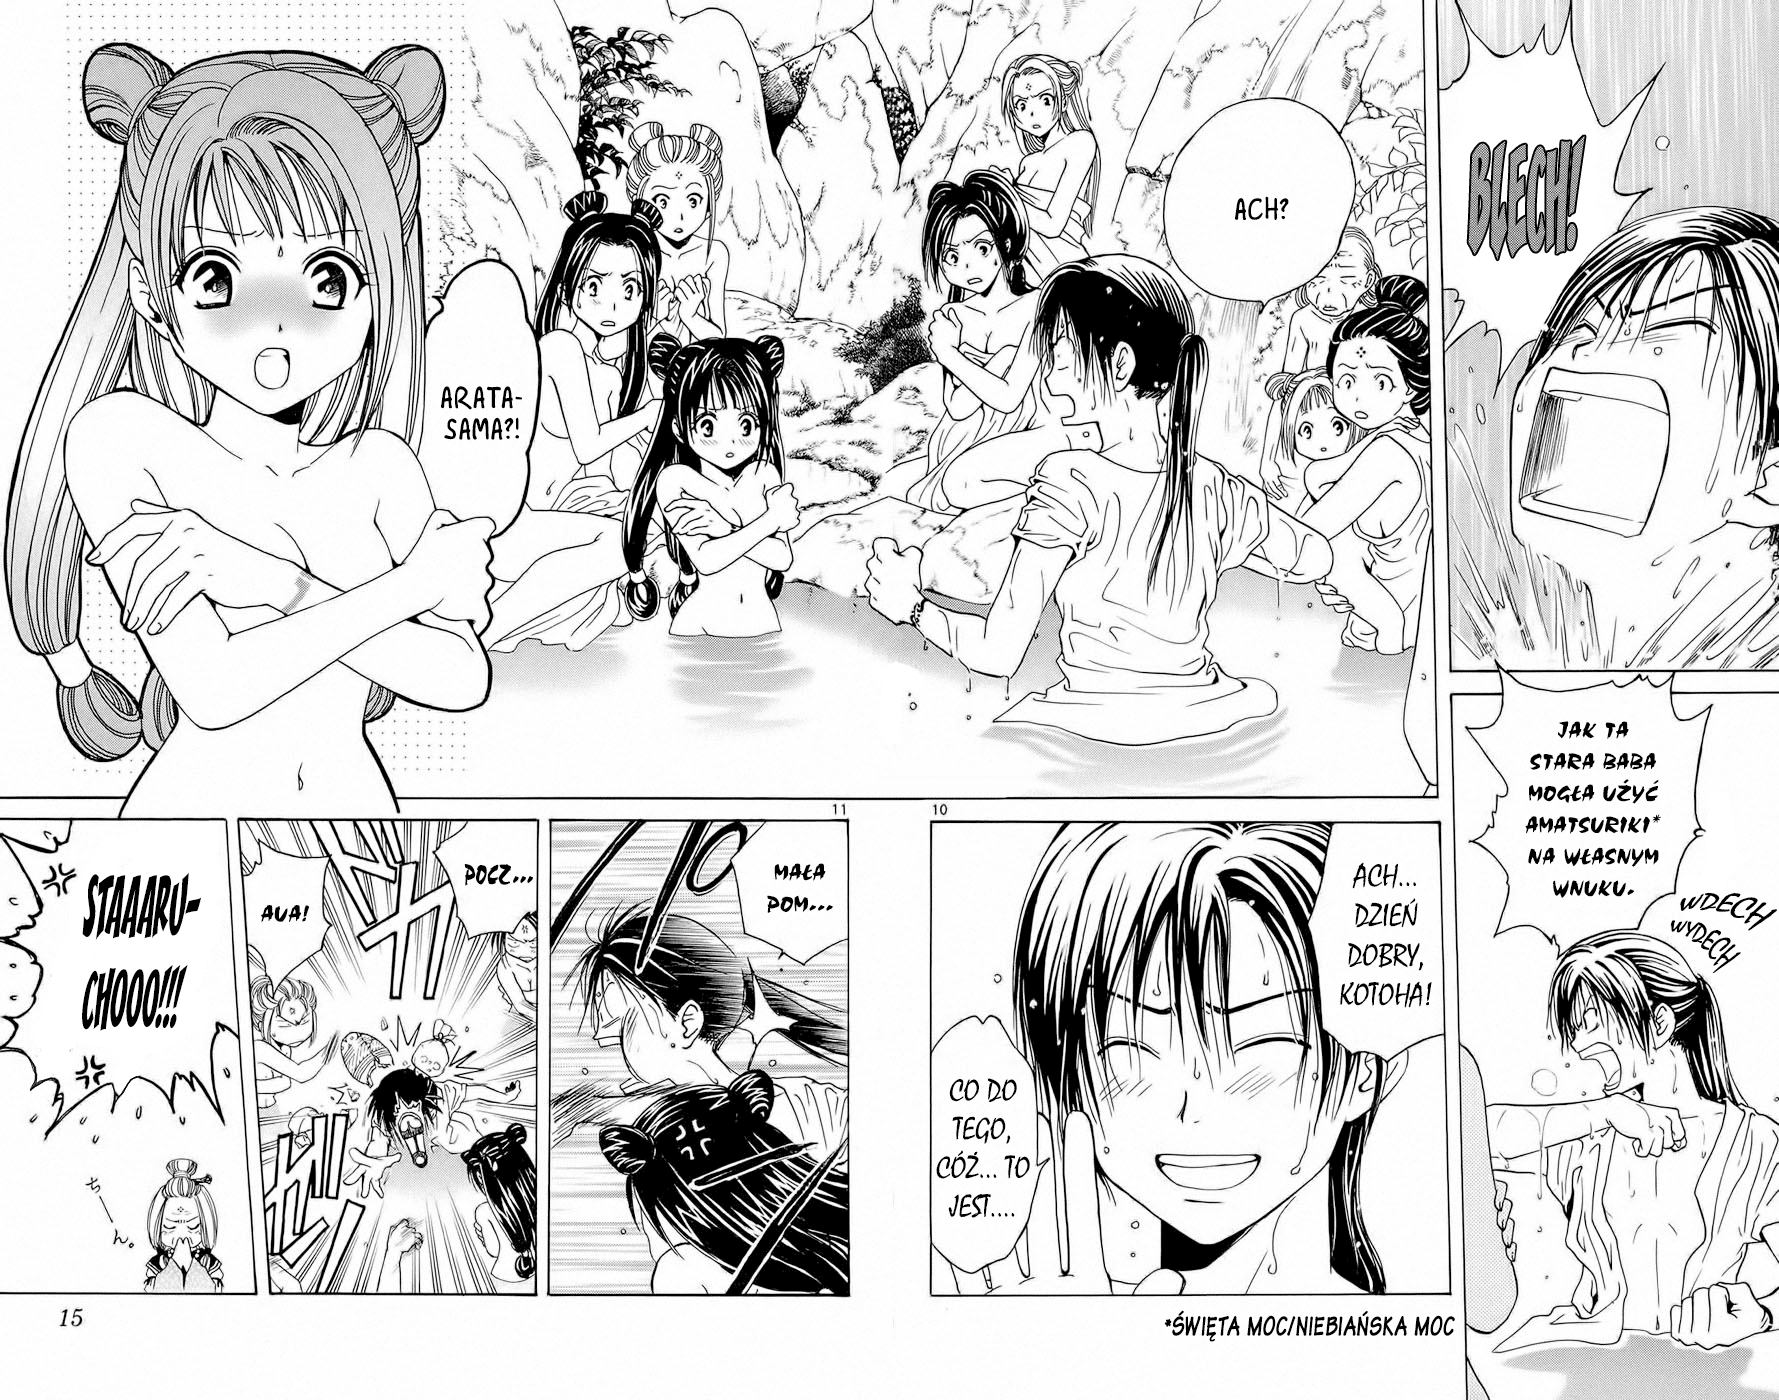 BLECH!
JAK TA
STARA BABA
MOGŁA UŻYĆ
AMATSURIKI*
NA WŁASNYM
WNUKU.
WDECH
WYDECH
ACH?
ARATA-
SAMA?!
ACH...
DZIEŃ
DOBRY,
KOTOHA!
CO DO
TEGO,
CÓŻ... TO
JEST....
*ŚWIĘTA MOC/NIEBIAŃSKA MOC
10
11
MAŁA
POM...
POCZ...
AUA!
STAAARU-
CHOOO!!!
ちーん。
15